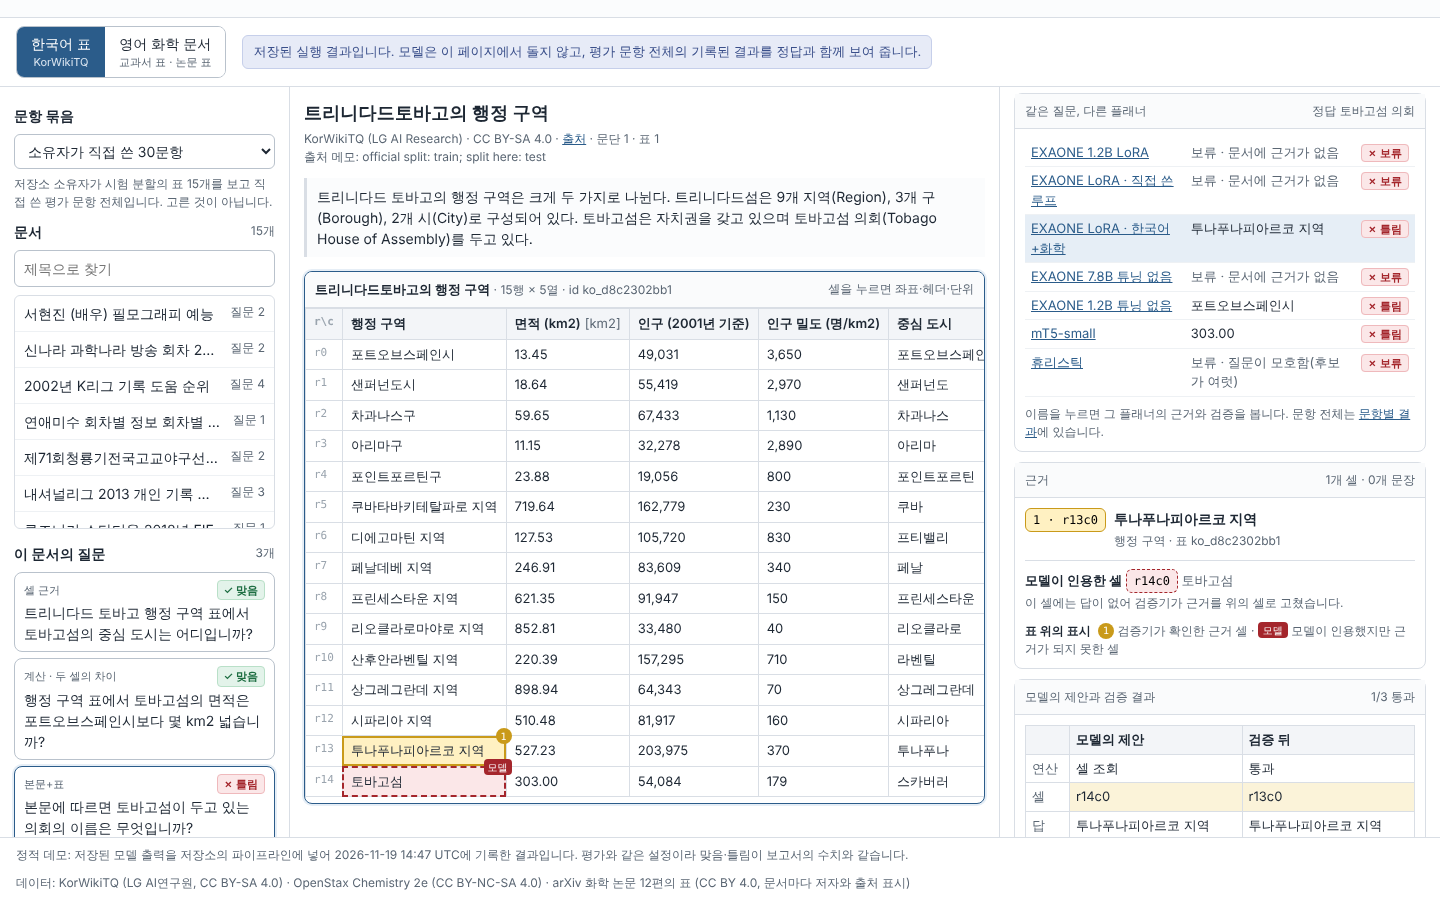 한국어 표
KorWikiTQ
영어 화학 문서
교과서 표 · 논문 표
저장된 실행 결과입니다. 모델은 이 페이지에서 돌지 않고, 평가 문항 전체의 기록된 결과를 정답과 함께 보여 줍니다.
문항 묶음
소유자가 직접 쓴 30문항
저장소 소유자가 시험 분할의 표 15개를 보고 직
접 쓴 평가 문항 전체입니다. 고른 것이 아닙니다.
문서 15개
제목으로 찾기
서현진 (배우) 필모그래피 예능 질문 2
신나라 과학나라 방송 회차 2... 질문 2
2002년 K리그 기록 도움 순위 질문 4
연애미수 회차별 정보 회차별 ... 질문 1
제71회청룡기전국고교야구선... 질문 2
내셔널리그 2013 개인 기록 ... 질문 3
이 문서의 질문 3개
셀 근거 ✓ 맞음
트리니다드 토바고 행정 구역 표에서
토바고섬의 중심 도시는 어디입니까?
계산 · 두 셀의 차이 ✓ 맞음
행정 구역 표에서 토바고섬의 면적은
포트오브스페인시보다 몇 km2 넓습니
까?
본문+표 × 틀림
본문에 따르면 토바고섬이 두고 있는
의회의 이름은 무엇입니까?
트리니다드토바고의 행정 구역
KorWikiTQ (LG AI Research) · CC BY-SA 4.0 · 출처 · 문단 1 · 표 1
출처 메모: official split: train; split here: test
트리니다드 토바고의 행정 구역은 크게 두 가지로 나뉜다. 트리니다드섬은 9개 지역(Region), 3개 구
(Borough), 2개 시(City)로 구성되어 있다. 토바고섬은 자치권을 갖고 있으며 토바고섬 의회(Tobago
House of Assembly)를 두고 있다.
트리니다드토바고의 행정 구역 · 15행 × 5열 · id ko_d8c2302bb1 셀을 누르면 좌표·헤더·단위
r\c 행정 구역 면적 (km2) [km2] 인구 (2001년 기준) 인구 밀도 (명/km2) 중심 도시
r0 포트오브스페인시 13.45 49,031 3,650 포트오브스페인
r1 샌퍼넌도시 18.64 55,419 2,970 샌퍼넌도
r2 차과나스구 59.65 67,433 1,130 차과나스
r3 아리마구 11.15 32,278 2,890 아리마
r4 포인트포르틴구 23.88 19,056 800 포인트포르틴
r5 쿠바타바키테탈파로 지역 719.64 162,779 230 쿠바
r6 디에고마틴 지역 127.53 105,720 830 프티밸리
r7 페날데베 지역 246.91 83,609 340 페날
r8 프린세스타운 지역 621.35 91,947 150 프린세스타운
r9 리오클라로마야로 지역 852.81 33,480 40 리오클라로
r10 산후안라벤틸 지역 220.39 157,295 710 라벤틸
r11 상그레그란데 지역 898.94 64,343 70 상그레그란데
r12 시파리아 지역 510.48 81,917 160 시파리아
r13 투나푸나피아르코 지역 1 527.23 203,975 370 투나푸나
r14 토바고섬 모델 303.00 54,084 179 스카버러
같은 질문, 다른 플래너 정답 토바고섬 의회
EXAONE 1.2B LoRA 보류 · 문서에 근거가 없음 × 보류
EXAONE LoRA · 직접 쓴 보류 · 문서에 근거가 없음 × 보류
루프
EXAONE LoRA · 한국어 투나푸나피아르코 지역 × 틀림
+화학
EXAONE 7.8B 튜닝 없음 보류 · 문서에 근거가 없음 × 보류
EXAONE 1.2B 튜닝 없음 포트오브스페인시 × 틀림
mT5-small 303.00 × 틀림
휴리스틱 보류 · 질문이 모호함(후보 × 보류
가 여럿)
이름을 누르면 그 플래너의 근거와 검증을 봅니다. 문항 전체는 문항별 결
과에 있습니다.
근거 1개 셀 · 0개 문장
1 · r13c0 투나푸나피아르코 지역
행정 구역 · 표 ko_d8c2302bb1
모델이 인용한 셀 r14c0 토바고섬
이 셀에는 답이 없어 검증기가 근거를 위의 셀로 고쳤습니다.
표 위의 표시 1 검증기가 확인한 근거 셀 · 모델 모델이 인용했지만 근
거가 되지 못한 셀
모델의 제안과 검증 결과 1/3 통과
모델의 제안 검증 뒤
연산 셀 조회 통과
셀 r14c0 r13c0
답 투나푸나피아르코 지역 투나푸나피아르코 지역
정적 데모: 저장된 모델 출력을 저장소의 파이프라인에 넣어 2026-11-19 14:47 UTC에 기록한 결과입니다. 평가와 같은 설정이라 맞음·틀림이 보고서의 수치와 같습니다.
데이터: KorWikiTQ (LG AI연구원, CC BY-SA 4.0) · OpenStax Chemistry 2e (CC BY-NC-SA 4.0) · arXiv 화학 논문 12편의 표 (CC BY 4.0, 문서마다 저자와 출처 표시)